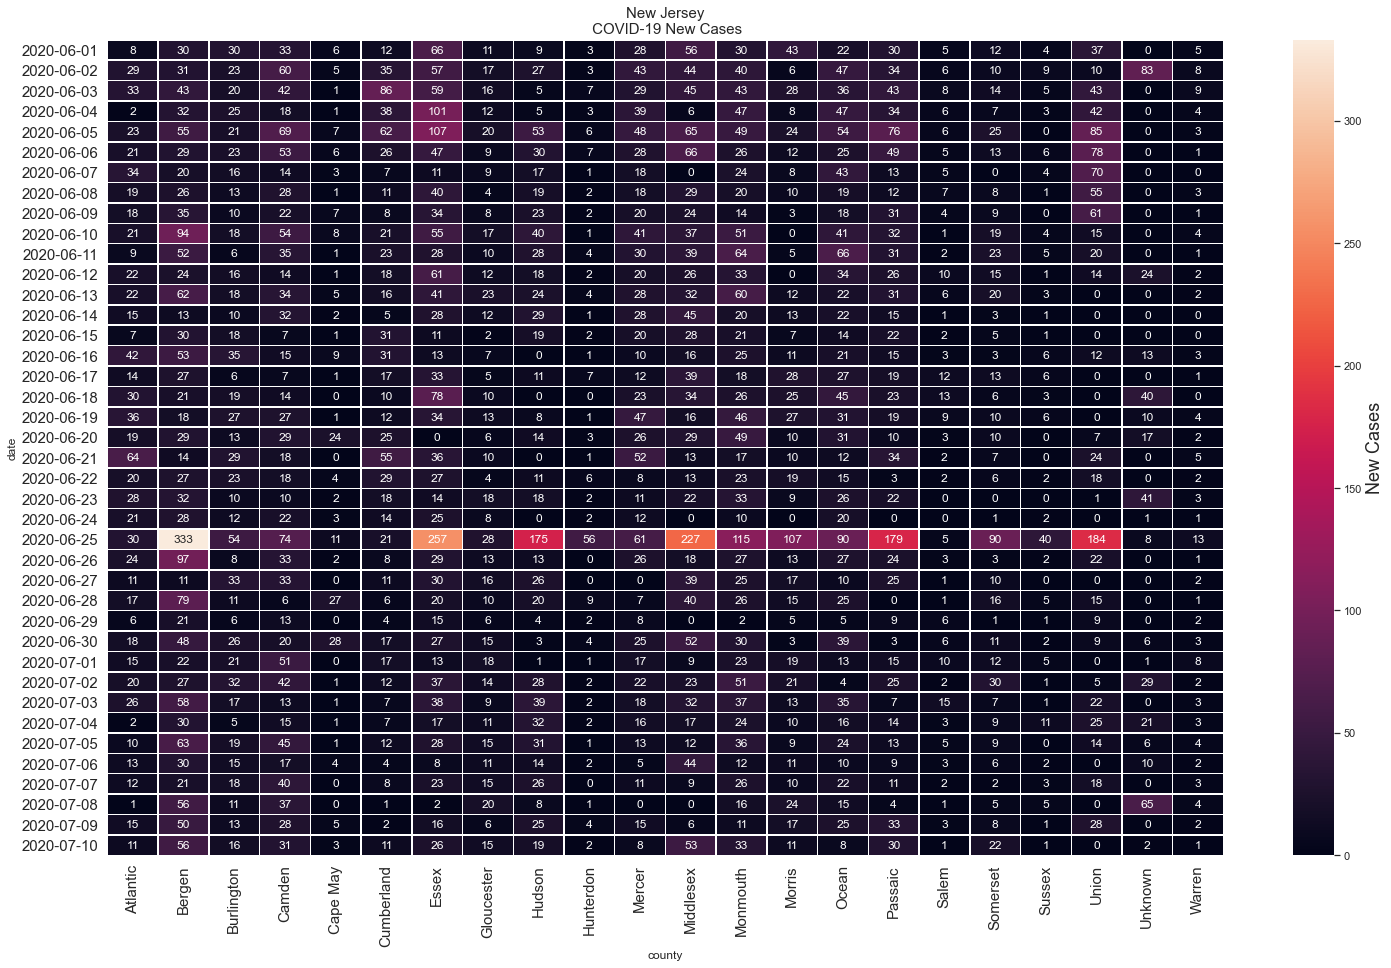 New Jersey
COVID-19 New Cases
2020-06-01 8 30 30 33 6 12 66 11 9 3 28 56 30 43 22 30 5 12 4 37 0 5
2020-06-02 29 31 23 60 5 35 57 17 27 3 43 44 40 6 47 34 6 10 9 10 83 8
2020-06-03 33 43 20 42 1 86 59 16 5 7 29 45 43 28 36 43 8 14 5 43 0 9
2020-06-04 2 32 25 18 1 38 101 12 5 3 39 6 47 8 47 34 6 7 3 42 0 4
2020-06-05 23 55 21 69 7 62 107 20 53 6 48 65 49 24 54 76 6 25 0 85 0 3
2020-06-06 21 29 23 53 6 26 47 9 30 7 28 66 26 12 25 49 5 13 6 78 0 1
2020-06-07 34 20 16 14 3 7 11 9 17 1 18 0 24 8 43 13 5 0 4 70 0 0
2020-06-08 19 26 13 28 1 11 40 4 19 2 18 29 20 10 19 12 7 8 1 55 0 3
2020-06-09 18 35 10 22 7 8 34 8 23 2 20 24 14 3 18 31 4 9 0 61 0 1
2020-06-10 21 94 18 54 8 21 55 17 40 1 41 37 51 0 41 32 1 19 4 15 0 4
2020-06-11 9 52 6 35 1 23 28 10 28 4 30 39 64 5 66 31 2 23 5 20 0 1
2020-06-12 22 24 16 14 1 18 61 12 18 2 20 26 33 0 34 26 10 15 1 14 24 2
2020-06-13 22 62 18 34 5 16 41 23 24 4 28 32 60 12 22 31 6 20 3 0 0 2
2020-06-14 15 13 10 32 2 5 28 12 29 1 28 45 20 13 22 15 1 3 1 0 0 0
2020-06-15 7 30 18 7 1 31 11 2 19 2 20 28 21 7 14 22 2 5 1 0 0 0
2020-06-16 42 53 35 15 9 31 13 7 0 1 10 16 25 11 21 15 3 3 6 12 13 3
2020-06-17 14 27 6 7 1 17 33 5 11 7 12 39 18 28 27 19 12 13 6 0 0 1
2020-06-18 30 21 19 14 0 10 78 10 0 0 23 34 26 25 45 23 13 6 3 0 40 0
2020-06-19 36 18 27 27 1 12 34 13 8 1 47 16 46 27 31 19 9 10 6 0 10 4
2020-06-20 19 29 13 29 24 25 0 6 14 3 26 29 49 10 31 10 3 10 0 7 17 2
2020-06-21 64 14 29 18 0 55 36 10 0 1 52 13 17 10 12 34 2 7 0 24 0 5
2020-06-22 20 27 23 18 4 29 27 4 11 6 8 13 23 19 15 3 2 6 2 18 0 2
2020-06-23 28 32 10 10 2 18 14 18 18 2 11 22 33 9 26 22 0 0 0 1 41 3
2020-06-24 21 28 12 22 3 14 25 8 0 2 12 0 10 0 20 0 0 2 0 0 1 1
2020-06-25 30 333 54 74 11 21 257 28 175 56 61 227 115 107 90 179 5 90 40 184 8 13
2020-06-26 24 97 8 33 2 8 29 13 13 0 26 18 27 13 27 24 3 3 2 22 0 1
2020-06-27 11 11 33 33 0 11 30 16 26 0 0 39 25 17 10 25 1 10 0 0 0 2
2020-06-28 17 79 11 6 27 6 20 10 20 9 7 40 26 15 25 0 1 16 5 15 0 1
2020-06-29 6 21 6 13 0 4 15 6 4 2 8 0 2 5 5 9 6 1 1 9 0 2
2020-06-30 18 48 26 20 28 17 27 15 3 4 25 52 30 3 39 3 6 11 2 9 6 3
2020-07-01 15 22 21 51 0 17 13 18 1 1 17 9 23 19 13 15 10 12 5 0 1 8
2020-07-02 20 27 32 42 1 12 37 14 28 2 22 23 51 21 4 25 2 30 1 5 29 2
2020-07-03 26 58 17 13 1 7 38 9 39 2 18 32 37 13 35 7 15 7 1 22 0 3
2020-07-04 2 30 5 15 1 7 17 11 32 2 16 17 24 10 16 14 3 9 11 25 21 3
2020-07-05 10 63 19 45 1 12 28 15 31 1 13 12 36 9 24 13 5 9 0 14 6 4
2020-07-06 13 30 15 17 4 4 8 11 14 2 5 44 12 11 10 9 3 6 2 0 10 2
2020-07-07 12 21 18 40 0 8 23 15 26 0 11 9 26 10 22 11 2 2 3 18 0 3
2020-07-08 1 56 11 37 0 1 2 20 8 1 0 0 16 24 15 4 1 5 5 0 65 4
2020-07-09 15 50 13 28 5 2 16 6 25 4 15 6 11 17 25 33 3 8 1 28 0 2
2020-07-10 11 56 16 31 3 11 26 15 19 2 8 53 33 11 8 30 1 22 1 0 2 1
date
Atlantic Bergen Burlington Camden Cape May Cumberland Essex Gloucester Hudson Hunterdon Mercer Middlesex Monmouth Morris Ocean Passaic Salem Somerset Sussex Union Unknown Warren
county
300
250
200
150
100
50
0
New Cases